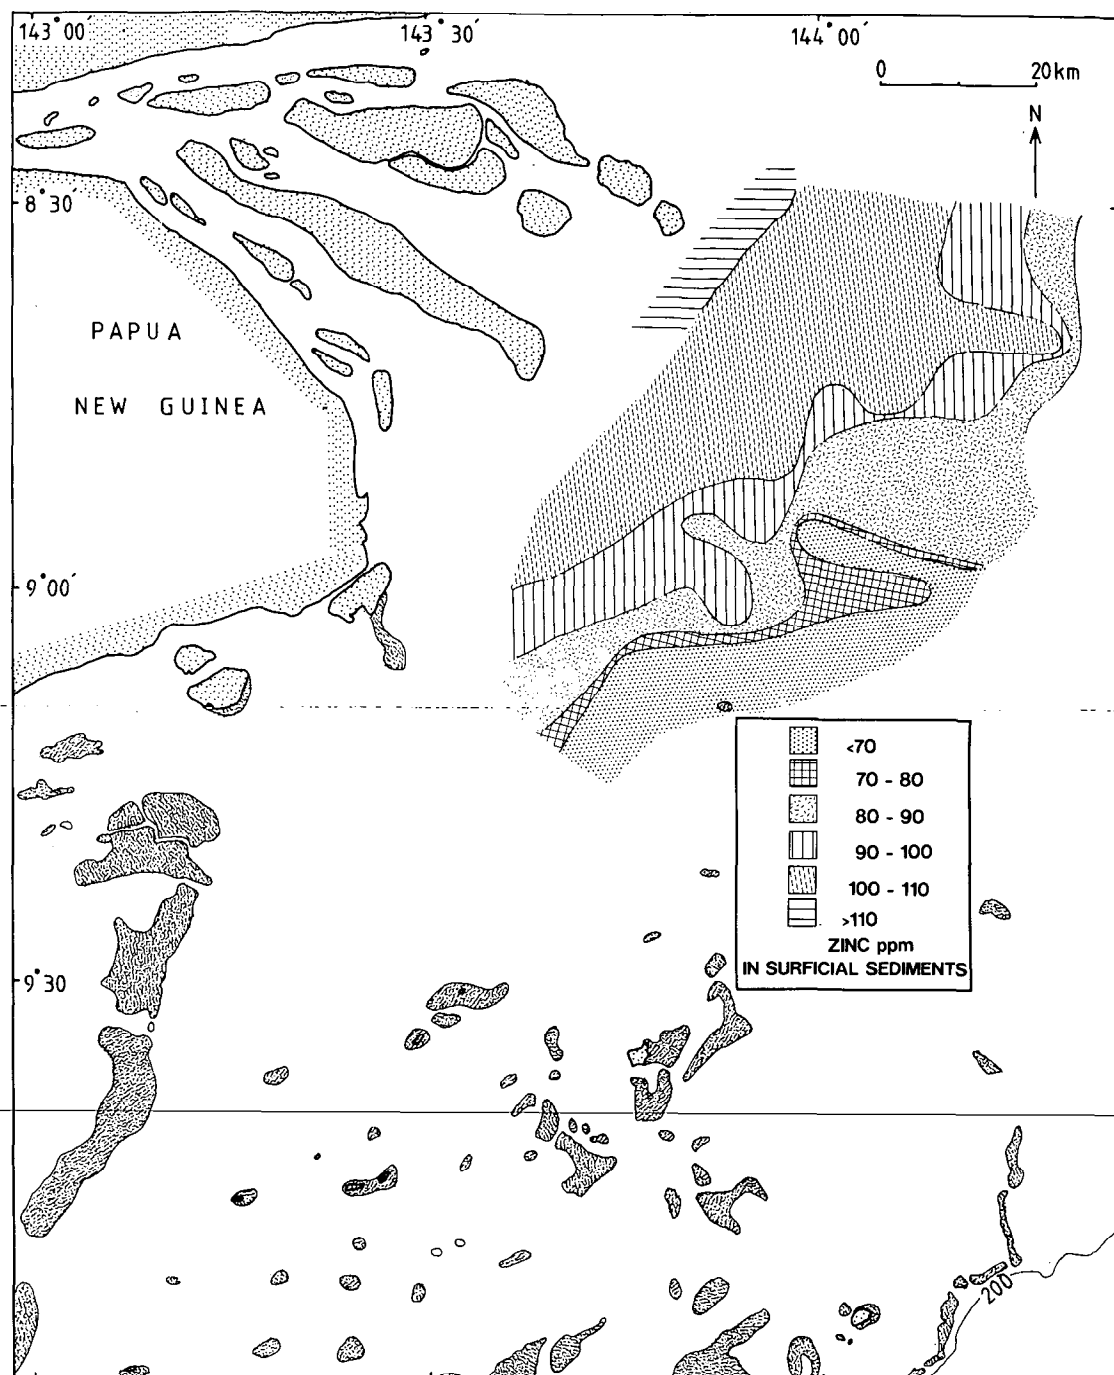 143°00′ 143°30′ 144°00′
0 20km
N
8°30′
PAPUA
NEW GUINEA
9°00′
<70
70 - 80
80 - 90
90 - 100
100 - 110
>110
ZINC ppm
IN SURFICIAL SEDIMENTS
9°30
200